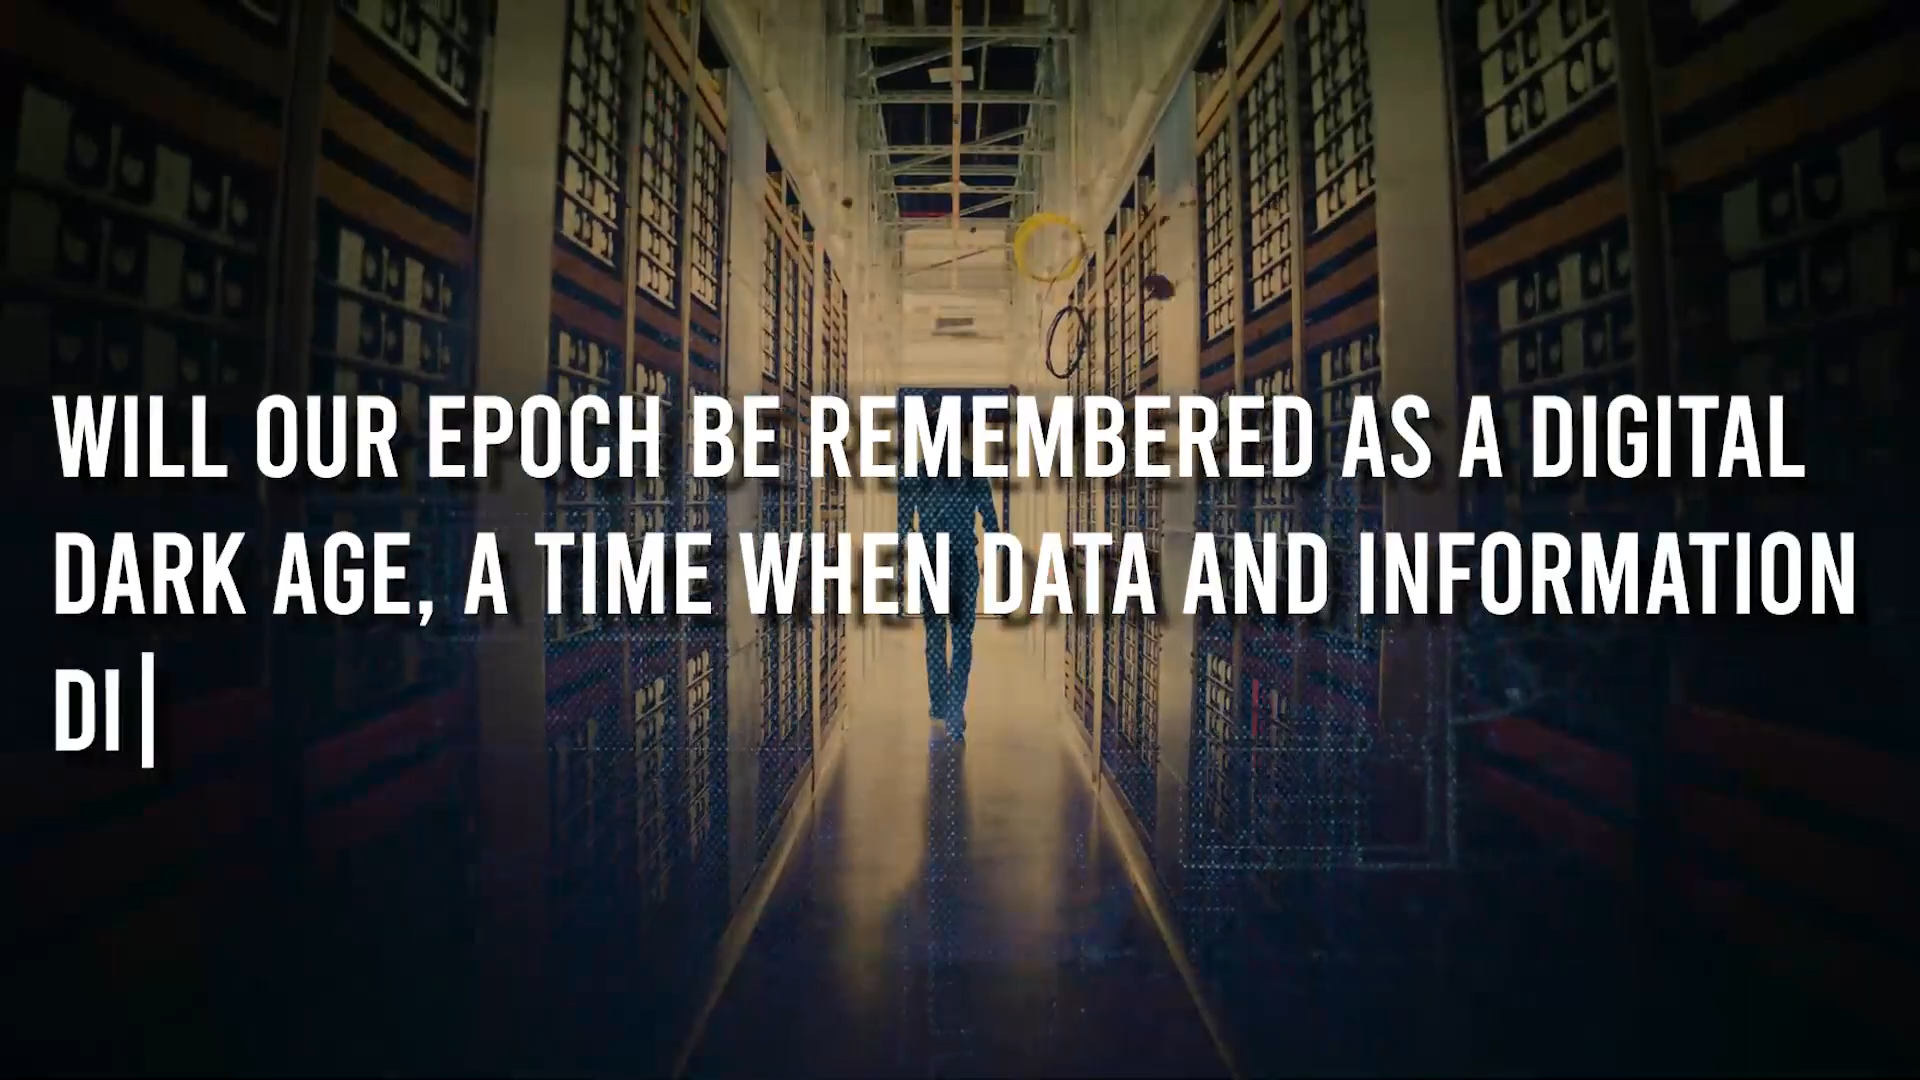 WILL OUR EPOCH BE REMEMBERED AS A DIGITAL
DARK AGE, A TIME WHEN DATA AND INFORMATION
DI